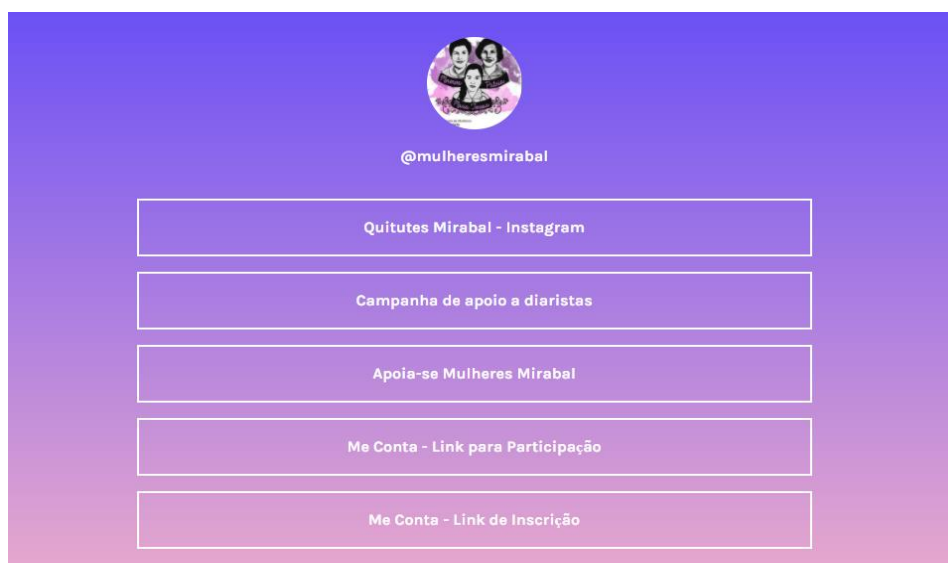 @mulheresmirabal
Quitutes Mirabal - Instagram
Campanha de apoio a diaristas
Apoia-se Mulheres Mirabal
Me Conta - Link para Participação
Me Conta - Link de Inscrição